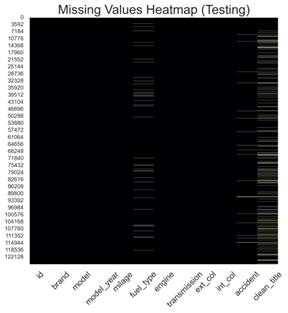 Missing Values Heatmap (Testing)
0
3592
7184
10776
14368
17960
21552
25144
28736
32328
35920
39512
43104
46696
50288
53880
57472
61064
64656
68248
71840
75432
79024
82616
86208
89800
93392
96984
100576
104168
107760
111352
114944
118536
122128
id
brand
model
model_year
milage
fuel_type
engine
transmission
ext_col
int_col
accident
clean_title